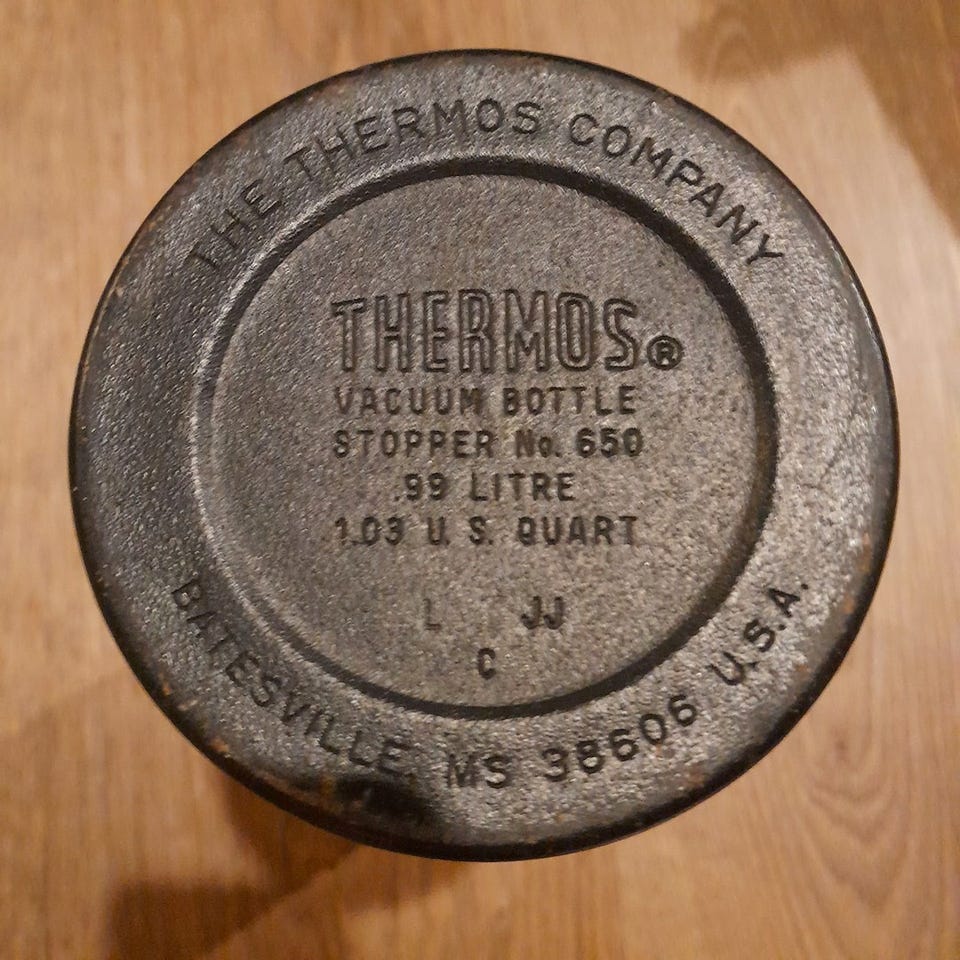 THE THERMOS COMPANY
THERMOS®
VACUUM BOTTLE
STOPPER No. 650
.99 LITRE
1.03 U.S. QUART
L JJ
C
BATESVILLE, MS 38606 U.S.A.